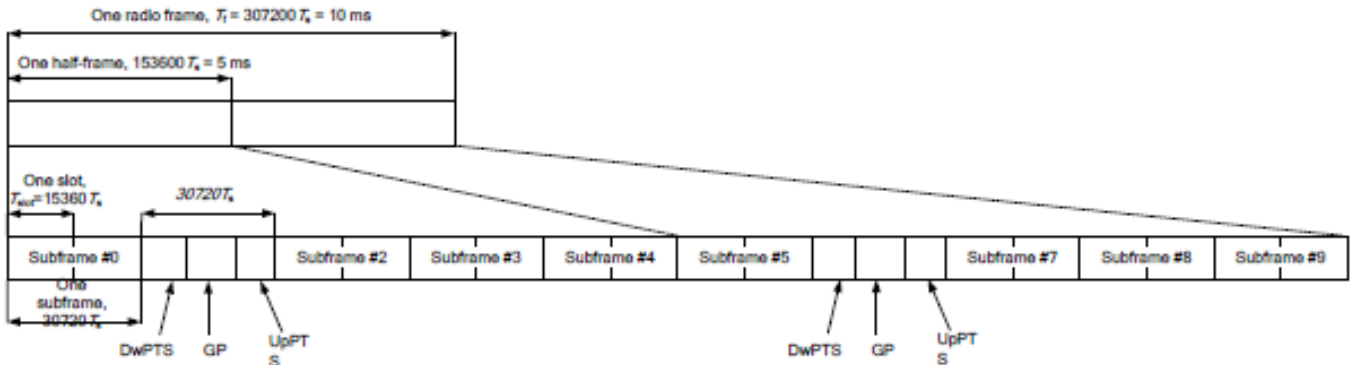 One radio frame, Tf = 307200 Ts = 10 ms
One half-frame, 153600 Ts = 5 ms
One slot,
Tslot=15360 Ts
30720Ts
Subframe #0
Subframe #2
Subframe #3
Subframe #4
Subframe #5
Subframe #7
Subframe #8
Subframe #9
One
subframe,
30720 Ts
DwPTS
GP
UpPT
S
DwPTS
GP
UpPT
S